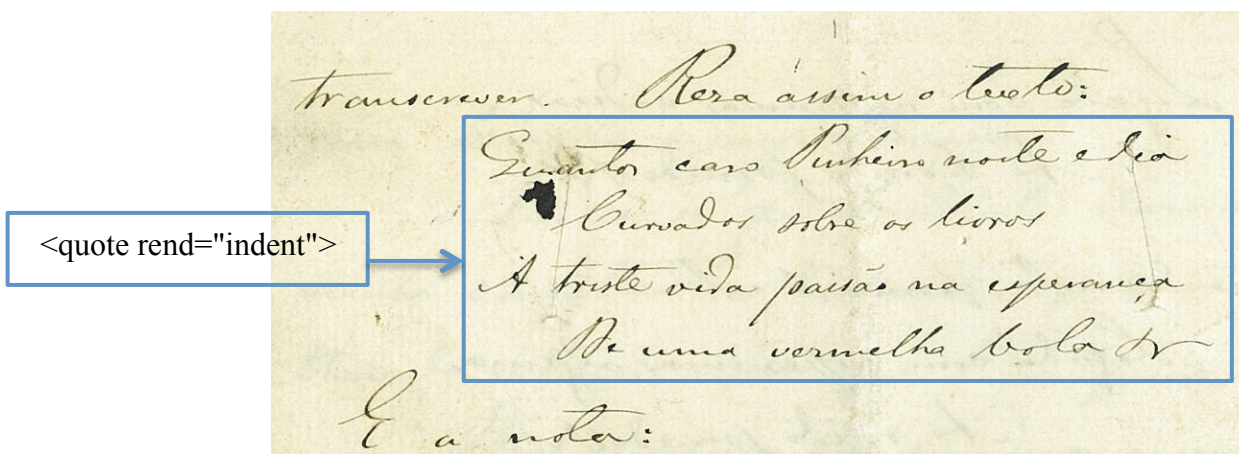 transcrever. Reza assim o texto:
Quantos caro Pinheiro noite e dia
Curvados sobre os livros
<quote rend="indent">
A triste vida passão na esperança
De uma vermelha bola &
E a nota: